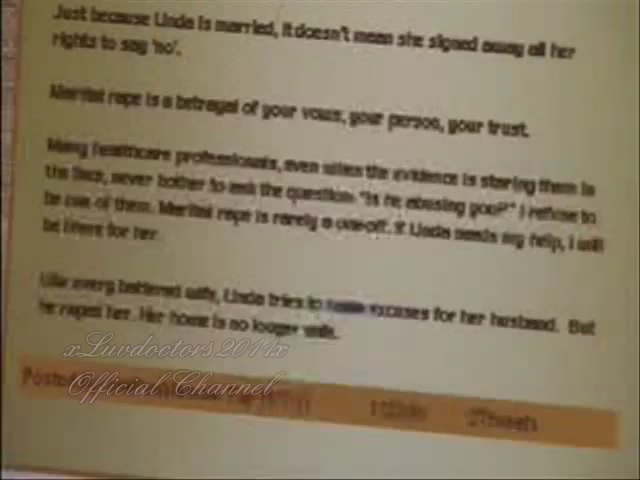 Just because Linda is married, it doesn't mean she signed away all her
rights to say 'no'.
Marital rape is a betrayal of your vows, your person, your trust.
Many healthcare professionals, even when the evidence is staring them in
the face, never bother to ask the question "Is he abusing you?" I refuse to
be one of them. Marital rape is rarely a one-off. If Linda needs my help, I will
be there for her.
Like every battered wife, Linda tries to make excuses for her husband. But
he raped her. Her home is no longer safe.
xLuvdoctors2011x
Official Channel
Posted